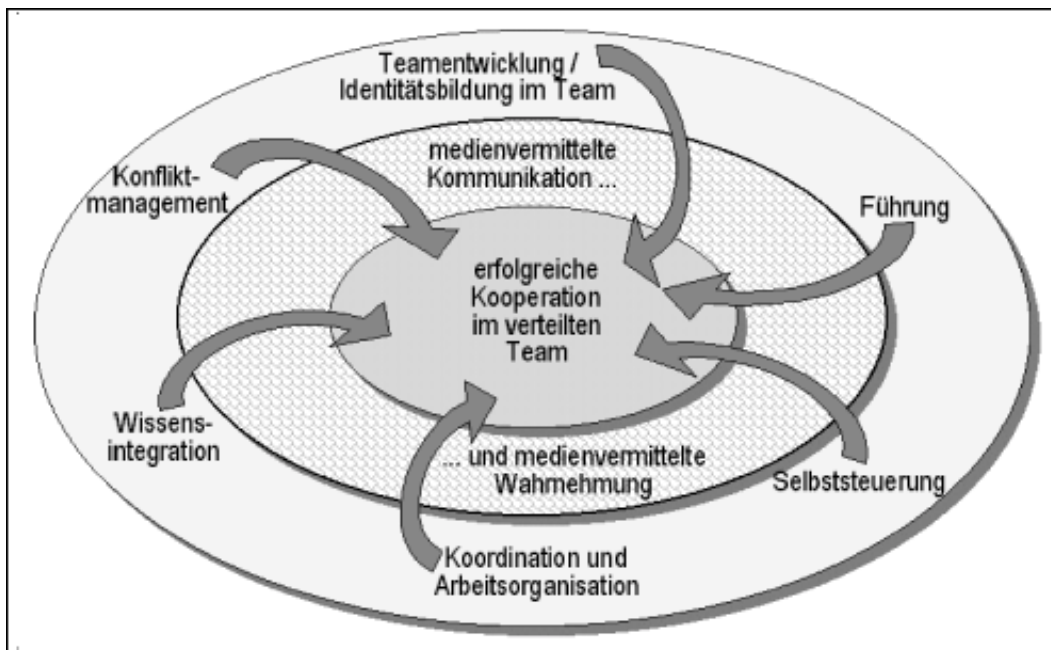 Teamentwicklung /
Identitätsbildung im Team
medienvermittelte
Kommunikation ...
Konflikt-
management
Führung
erfolgreiche
Kooperation
im verteilten
Team
Wissens-
integration
... und medienvermittelte
Wahrnehmung
Selbststeuerung
Koordination und
Arbeitsorganisation